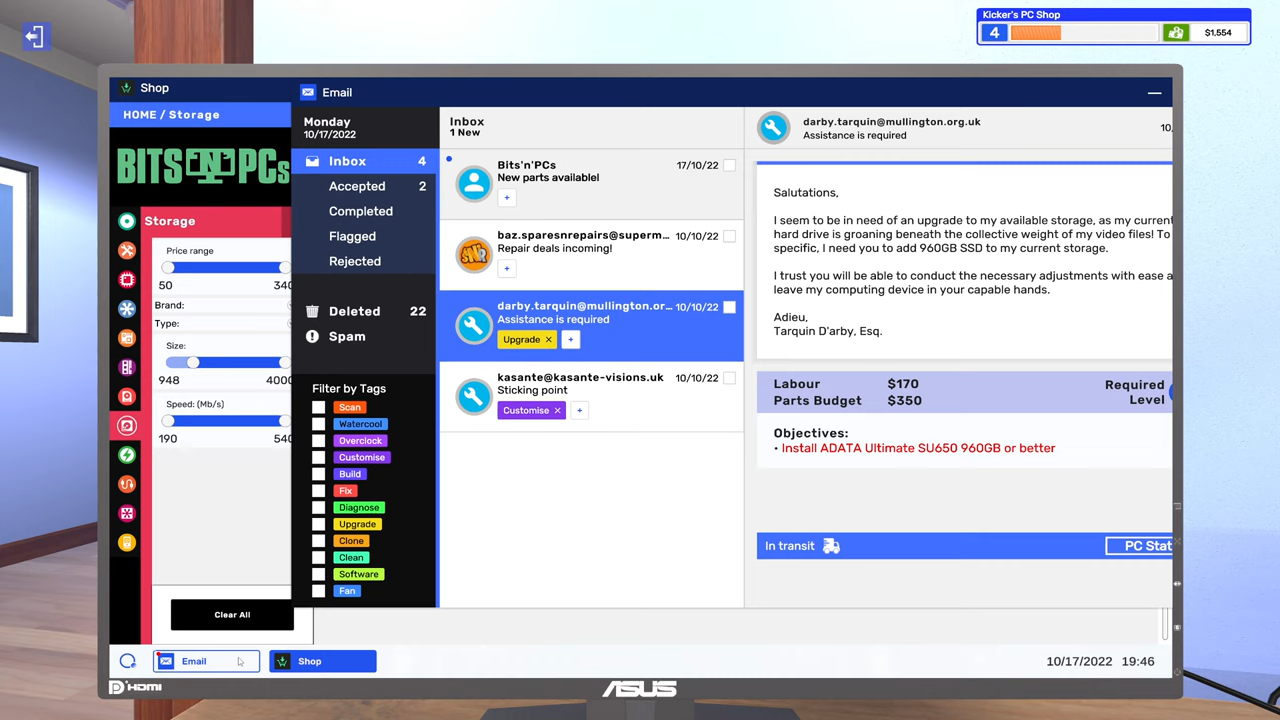 Kicker's PC Shop
4
$1,554
Shop
HOME / Storage
BITS'N'PCs
Storage
Price range
50 340
Brand:
Type:
Size:
948 4000
Speed: (Mb/s)
190 540
Clear All
Email
Monday
10/17/2022
Inbox 4
Accepted 2
Completed
Flagged
Rejected
Deleted 22
Spam
Filter by Tags
Scan
Watercool
Overclock
Customise
Build
Fix
Diagnose
Upgrade
Clone
Clean
Software
Fan
Inbox
1 New
Bits'n'PCs 17/10/22
New parts available!
+
baz.sparesnrepairs@superm... 10/10/22
Repair deals incoming!
+
SNR
darby.tarquin@mullington.or... 10/10/22
Assistance is required
Upgrade × +
kasante@kasante-visions.uk 10/10/22
Sticking point
Customise × +
darby.tarquin@mullington.org.uk
Assistance is required
10/
Salutations,
I seem to be in need of an upgrade to my available storage, as my current
hard drive is groaning beneath the collective weight of my video files! To
specific, I need you to add 960GB SSD to my current storage.
I trust you will be able to conduct the necessary adjustments with ease a
leave my computing device in your capable hands.
Adieu,
Tarquin D'arby, Esq.
Labour $170
Parts Budget $350
Required
Level
Objectives:
• Install ADATA Ultimate SU650 960GB or better
In transit
PC Stat
Email
Shop
10/17/2022 19:46
HDMI
ASUS